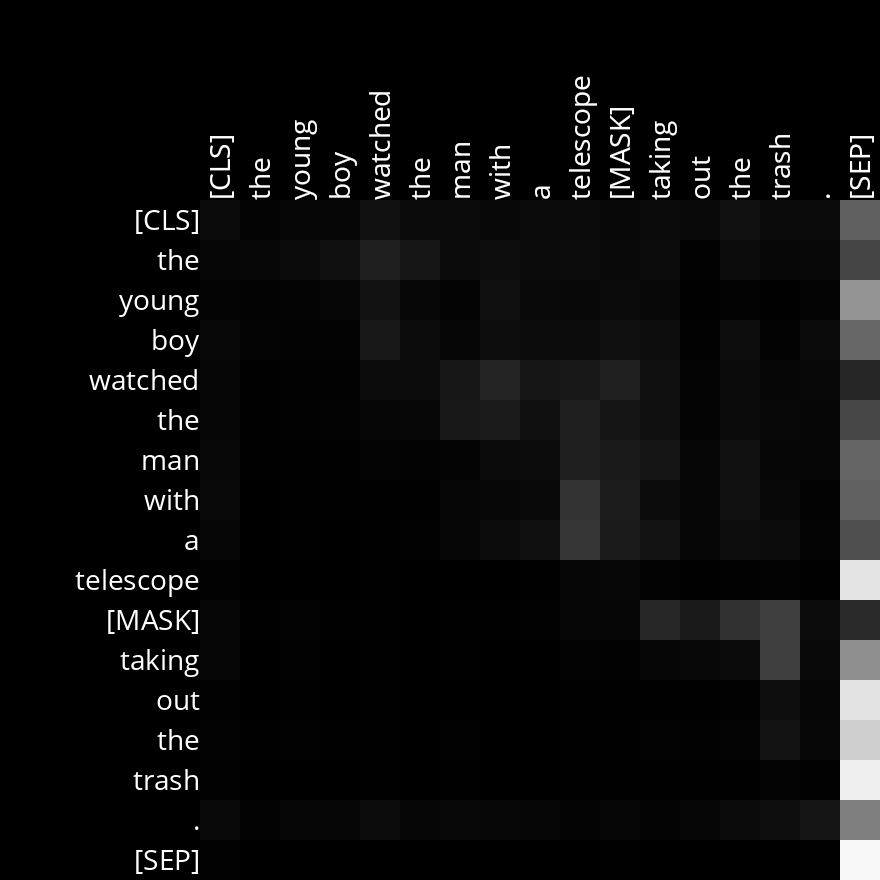 [CLS]
the
young
boy
watched
the
man
with
a
telescope
[MASK]
taking
out
the
trash
.
[SEP]
[CLS]
the
young
boy
watched
the
man
with
a
telescope
[MASK]
taking
out
the
trash
.
[SEP]